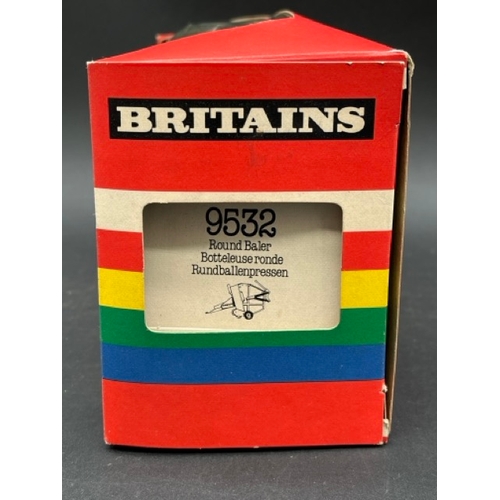 BRITAINS
9532
Round Baler
Botteleuse ronde
Rundballenpressen